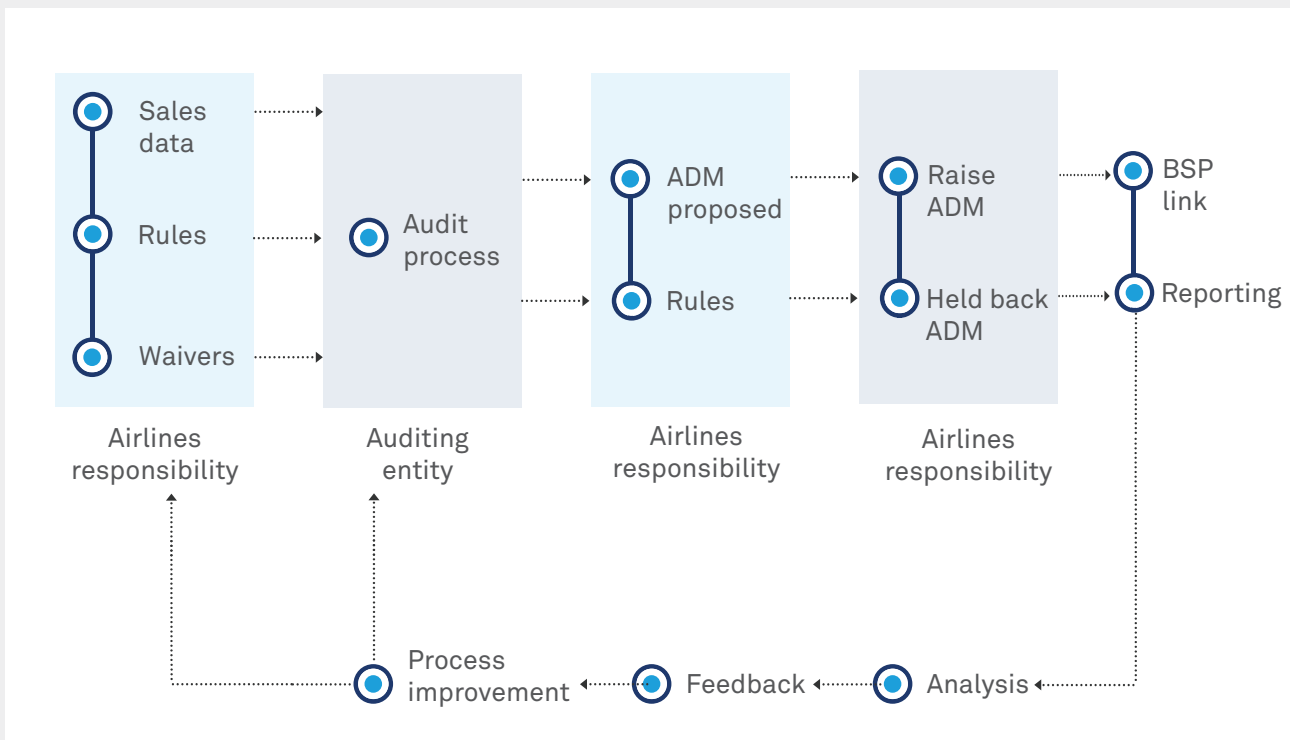 Sales
data
Rules
Waivers
Airlines
responsibility
Audit
process
Auditing
entity
ADM
proposed
Rules
Airlines
responsibility
Raise
ADM
Held back
ADM
Airlines
responsibility
BSP
link
Reporting
Process
improvement
Feedback
Analysis